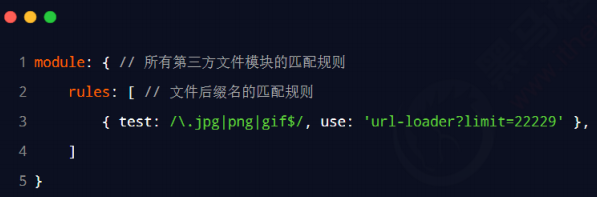 1 module: { // 所有第三方文件模块的匹配规则
2 rules: [ // 文件后缀名的匹配规则
3 { test: /\.jpg|png|gif$/, use: 'url-loader?limit=22229' },
4 ]
5 }